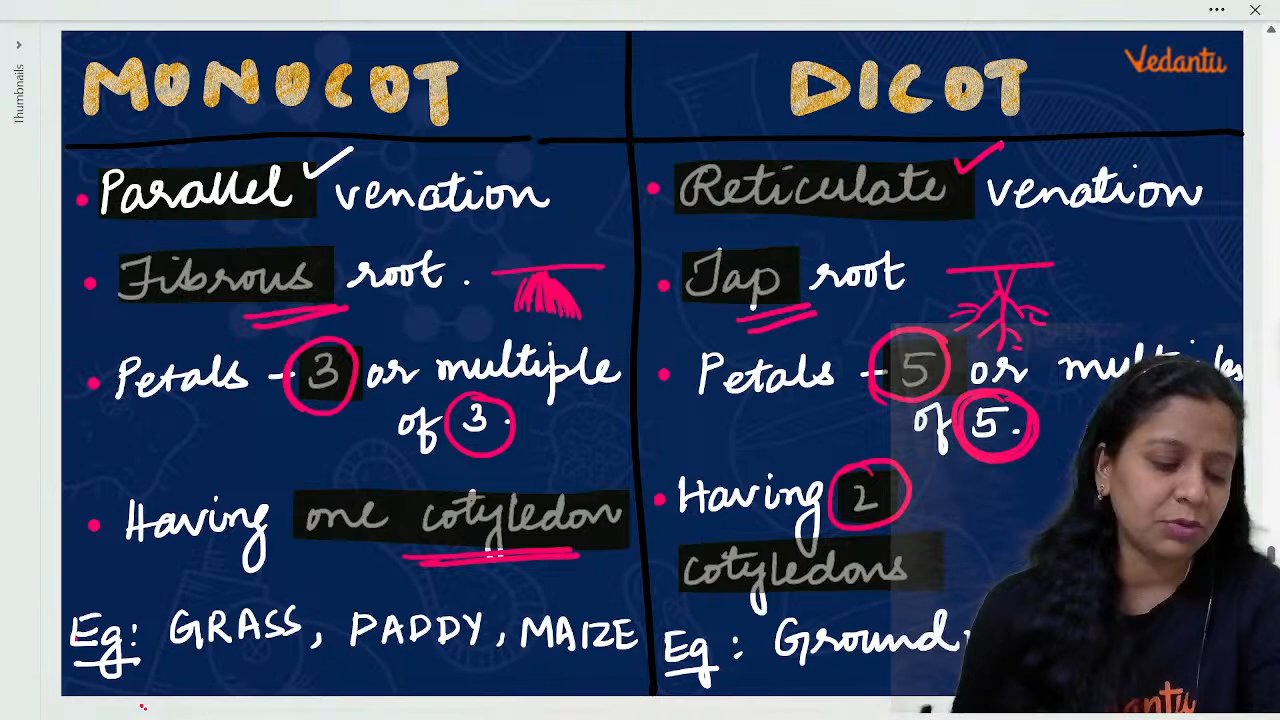 Thumbnails
MONOCOT
DICOT
Vedantu
• Parallel venation
• Fibrous root.
Petals - 3 or multiple
of 3.
• Having one cotyledon
Eg: GRASS, PADDY, MAIZE
• Reticulate venation
• Tap root
• Petals - 5 or
of 5.
• Having 2
cotyledons
Eg: Ground